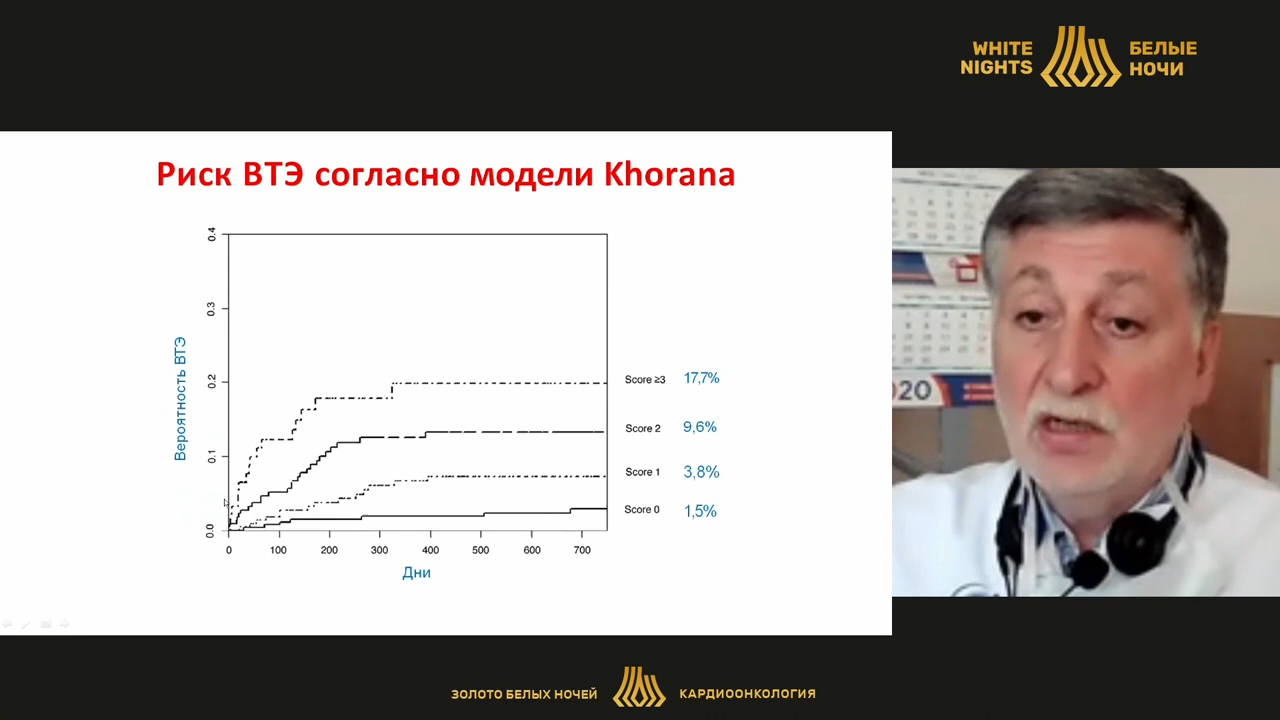 WHITE
NIGHTS
БЕЛЫЕ
НОЧИ
Риск ВТЭ согласно модели Khorana
0.4
0.3
0.2
0.1
0.0
Вероятность ВТЭ
Score ≥3 17,7%
Score 2 9,6%
Score 1 3,8%
Score 0 1,5%
0 100 200 300 400 500 600 700
Дни
20
ЗОЛОТО БЕЛЫХ НОЧЕЙ
КАРДИООНКОЛОГИЯ